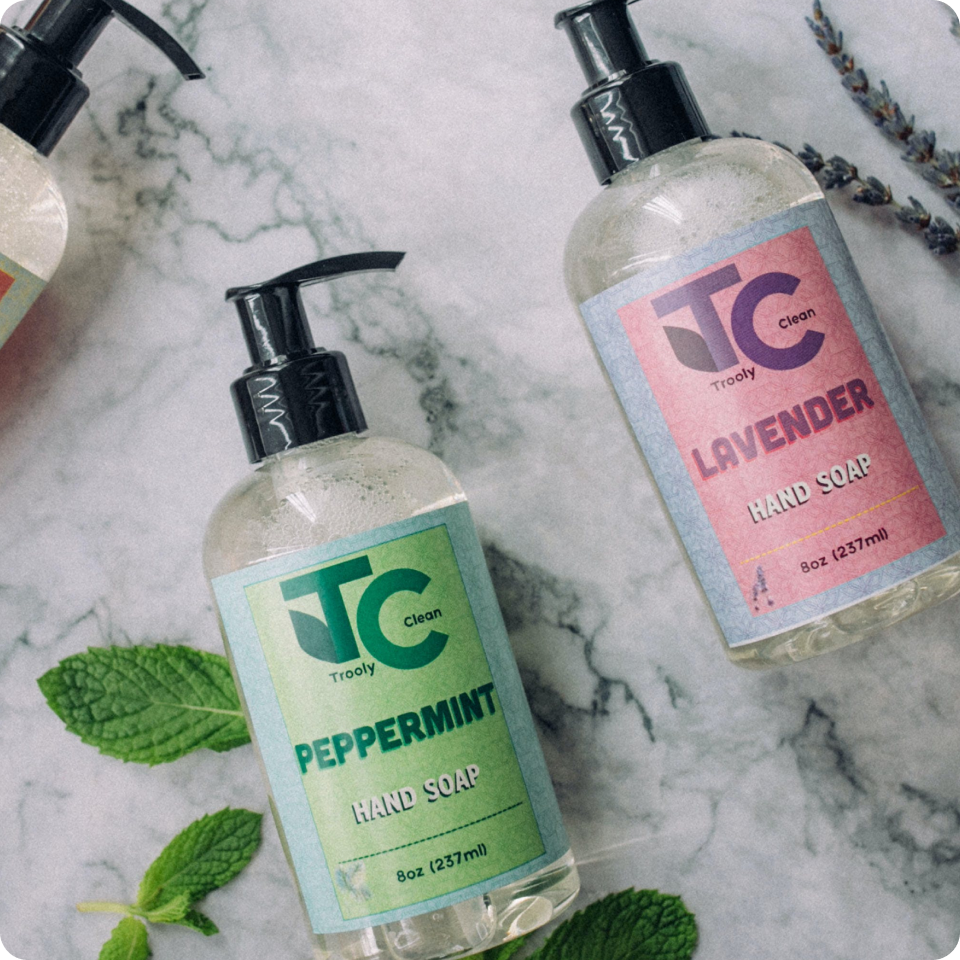 TC
Clean
Trooly
PEPPERMINT
HAND SOAP
8oz (237ml)
TC
Clean
Trooly
LAVENDER
HAND SOAP
8oz (237ml)